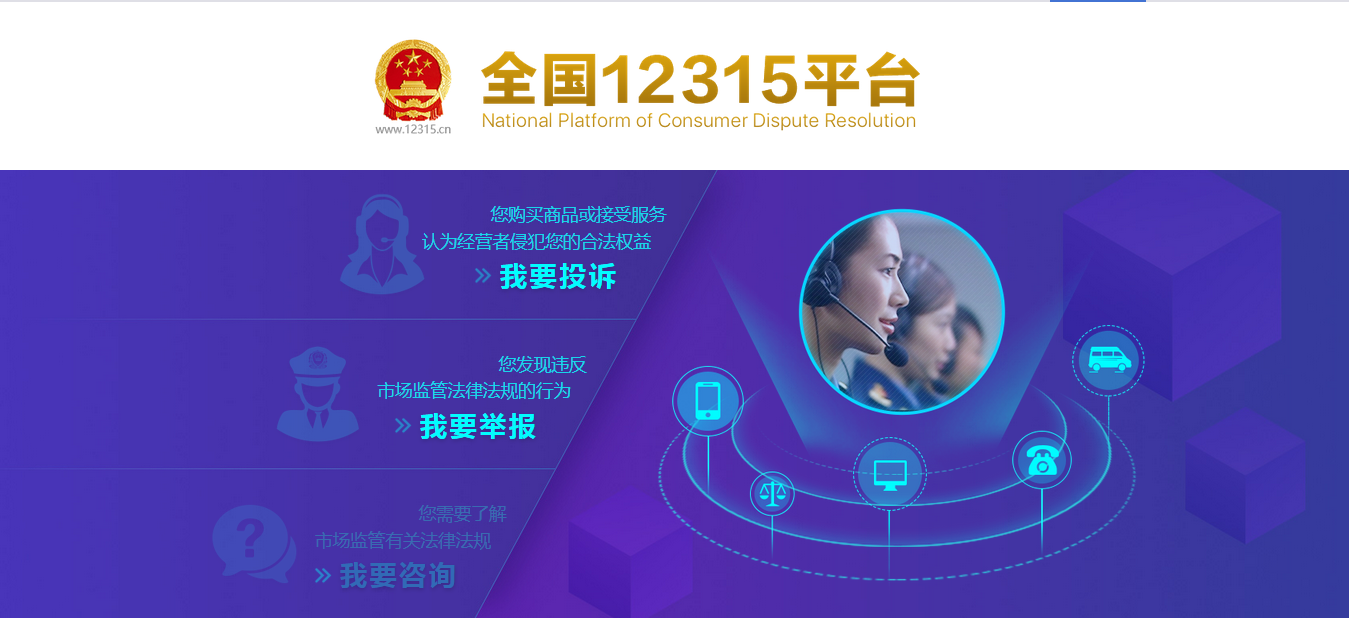 全国12315平台
National Platform of Consumer Dispute Resolution
www.12315.cn
您购买商品或接受服务
认为经营者侵犯您的合法权益
» 我要投诉
您发现违反
市场监管法律法规的行为
» 我要举报
您需要了解
市场监管有关法律法规
» 我要咨询